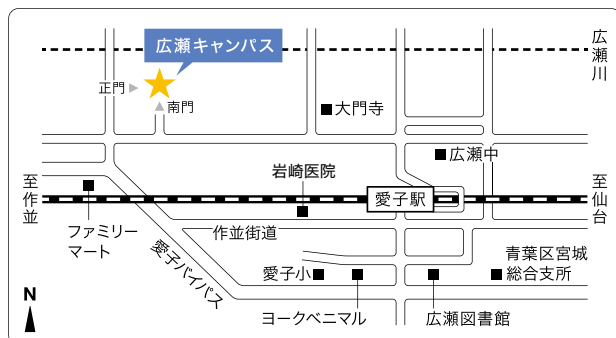 広瀬キャンパス
広瀬川
正門
南門
大門寺
広瀬中
岩崎医院
至作並
愛子駅
至仙台
ファミリー
マート
作並街道
愛子バイパス
青葉区宮城
総合支所
愛子小
ヨークベニマル
広瀬図書館
N